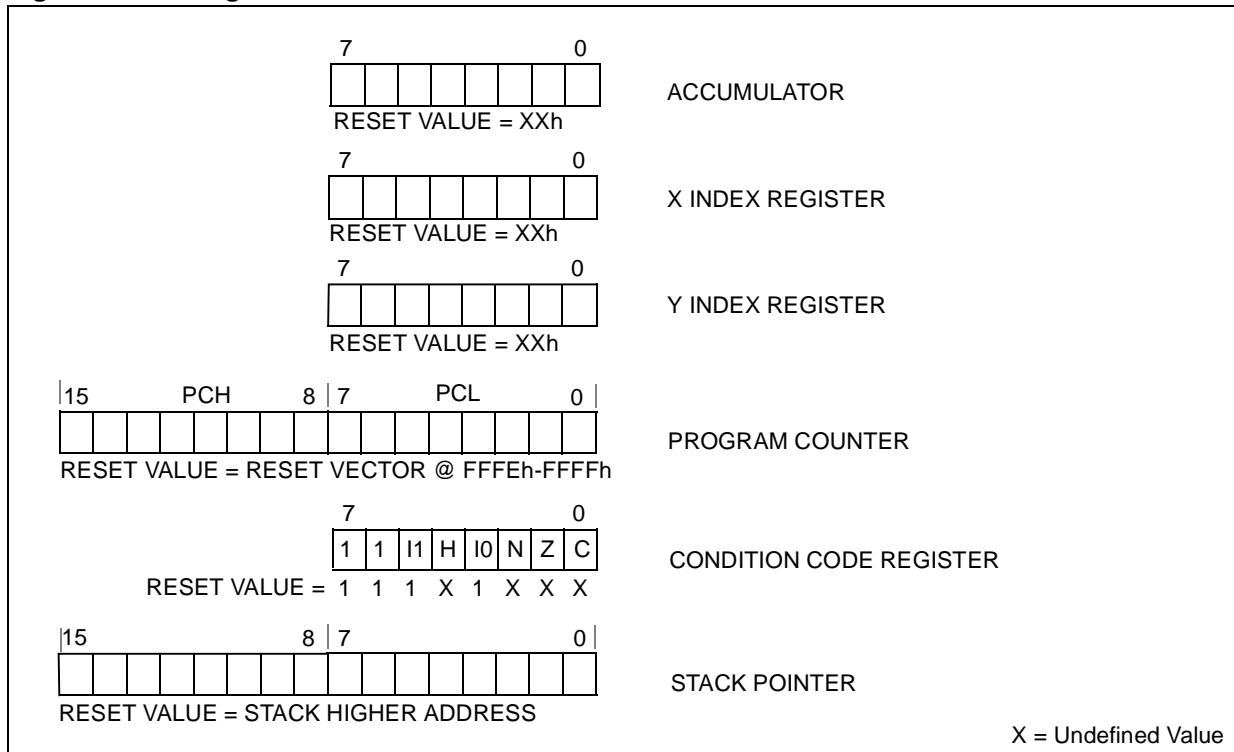 7 0
ACCUMULATOR
RESET VALUE = XXh
7 0
X INDEX REGISTER
RESET VALUE = XXh
7 0
Y INDEX REGISTER
RESET VALUE = XXh
15 PCH 8 7 PCL 0
PROGRAM COUNTER
RESET VALUE = RESET VECTOR @ FFFEh-FFFFh
7 0
1 1 I1 H I0 N Z C
CONDITION CODE REGISTER
RESET VALUE = 1 1 1 X 1 X X X
15 8 7 0
STACK POINTER
RESET VALUE = STACK HIGHER ADDRESS
X = Undefined Value